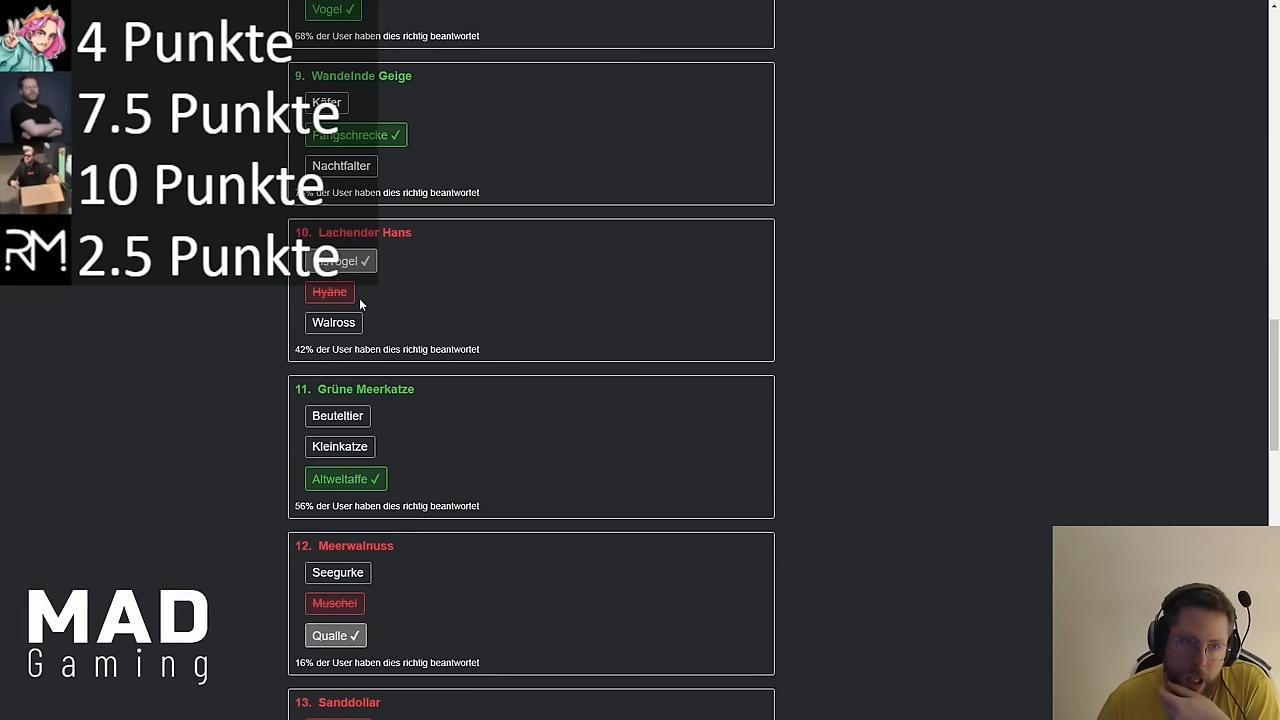 4 Punkte
7.5 Punkte
10 Punkte
RM
2.5 Punkte
Vogel ✓
68% der User haben dies richtig beantwortet
9. Wandelnde Geige
Käfer
Fangschrecke ✓
Nachtfalter
der User haben dies richtig beantwortet
10. Lachender Hans
Eisvogel ✓
Hyäne
Walross
42% der User haben dies richtig beantwortet
11. Grüne Meerkatze
Beuteltier
Kleinkatze
Altweltaffe ✓
56% der User haben dies richtig beantwortet
12. Meerwalnuss
Seegurke
Muschel
Qualle ✓
16% der User haben dies richtig beantwortet
13. Sanddollar
MAD
Gaming